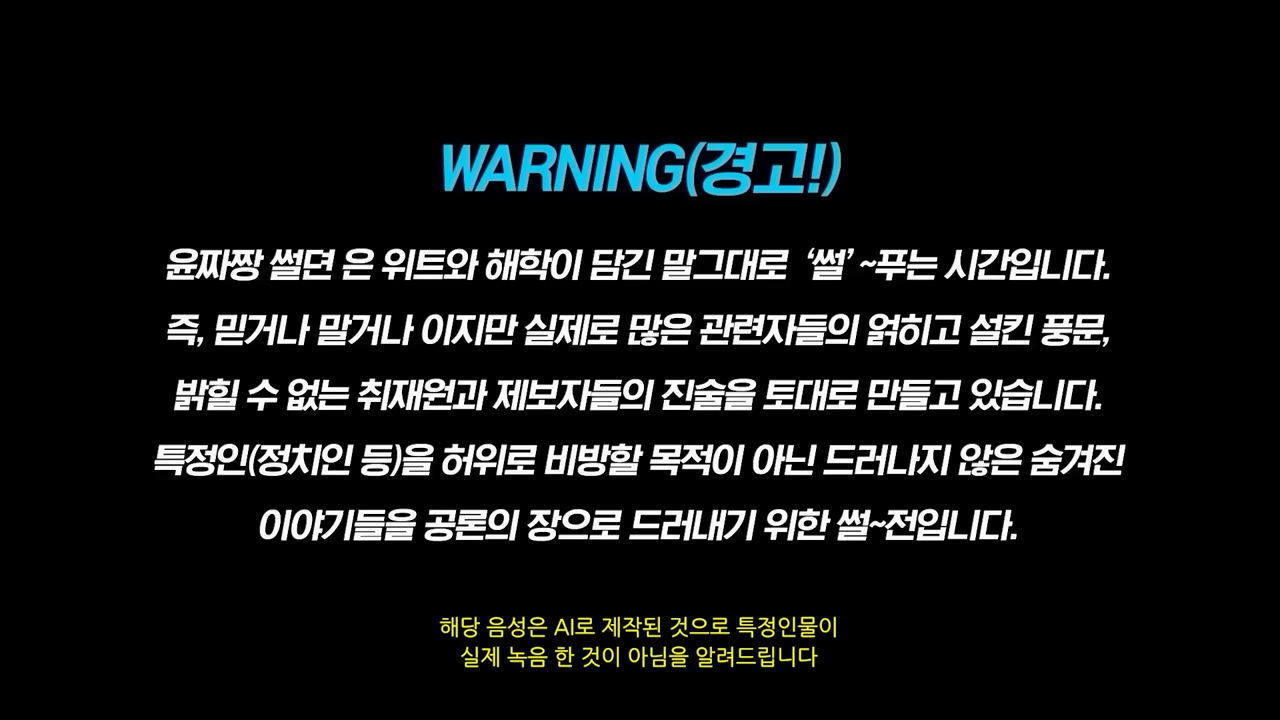 WARNING(경고!)
윤짜장 썰뎐 은 위트와 해학이 담긴 말그대로 ‘썰’ ~푸는 시간입니다.
즉, 믿거나 말거나 이지만 실제로 많은 관련자들의 얽히고 설킨 풍문,
밝힐 수 없는 취재원과 제보자들의 진술을 토대로 만들고 있습니다.
특정인(정치인 등)을 허위로 비방할 목적이 아닌 드러나지 않은 숨겨진
이야기들을 공론의 장으로 드러내기 위한 썰~전입니다.
해당 음성은 AI로 제작된 것으로 특정인물이
실제 녹음 한 것이 아님을 알려드립니다